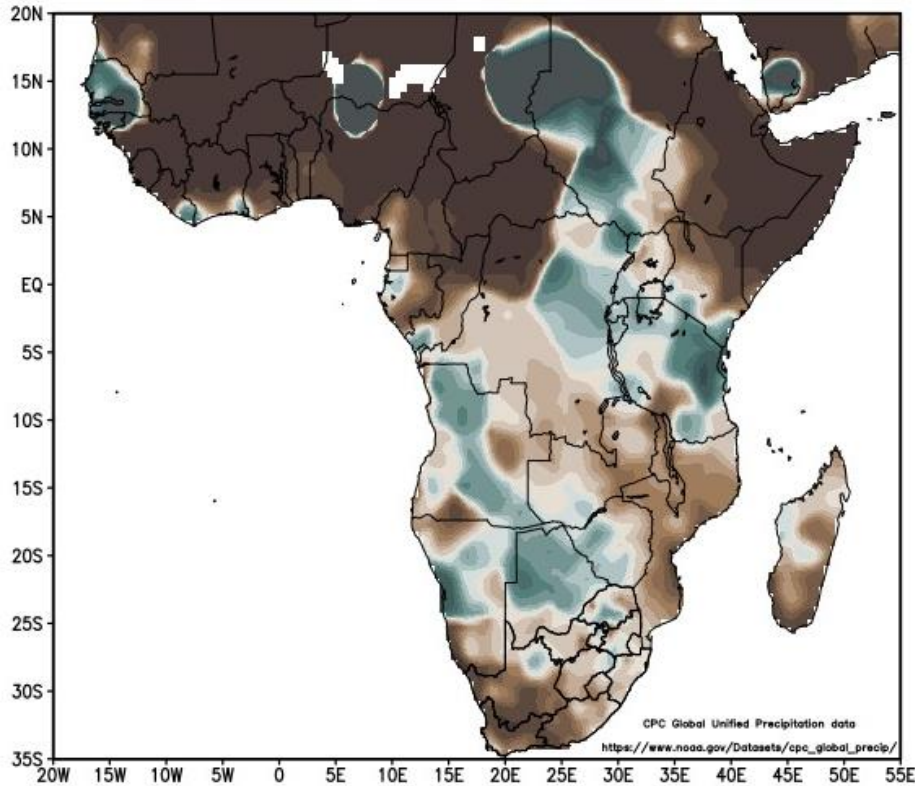 20N
15N
10N
5N
EQ
5S
10S
15S
20S
25S
30S
35S
CPC Global Unified Precipitation data
https://www.noaa.gov/Datasets/cpc_global_precip/
20W 15W 10W 5W 0 5E 10E 15E 20E 25E 30E 35E 40E 45E 50E 55E